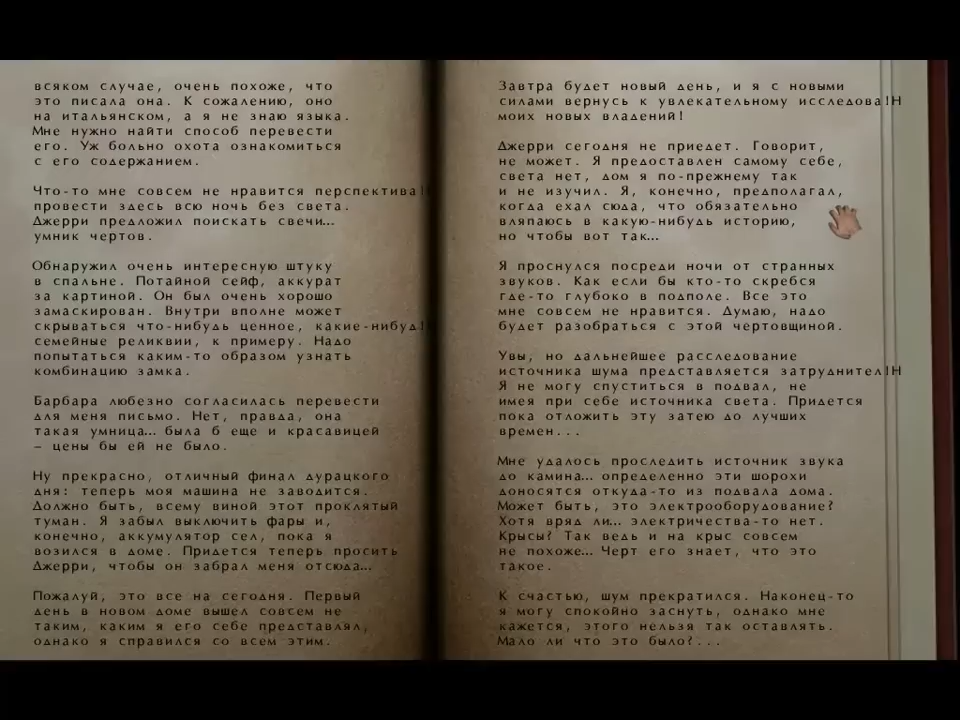 всяком случае, очень похоже, что
это писала она. К сожалению, оно
на итальянском, а я не знаю языка.
Мне нужно найти способ перевести
его. Уж больно охота ознакомиться
с его содержанием.
Что-то мне совсем не нравится перспектива!
провести здесь всю ночь без света.
Джерри предложил поискать свечи...
умник чертов.
Обнаружил очень интересную штуку
в спальне. Потайной сейф, аккурат
за картиной. Он был очень хорошо
замаскирован. Внутри вполне может
скрываться что-нибудь ценное, какие-нибуд!
семейные реликвии, к примеру. Надо
попытаться каким-то образом узнать
комбинацию замка.
Барбара любезно согласилась перевести
для меня письмо. Нет, правда, она
такая умница... была б еще и красавицей
– цены бы ей не было.
Ну прекрасно, отличный финал дурацкого
дня: теперь моя машина не заводится.
Должно быть, всему виной этот проклятый
туман. Я забыл выключить фары и,
конечно, аккумулятор сел, пока я
возился в доме. Придется теперь просить
Джерри, чтобы он забрал меня отсюда...
Пожалуй, это все на сегодня. Первый
день в новом доме вышел совсем не
таким, каким я его себе представлял,
однако я справился со всем этим.
Завтра будет новый день, и я с новыми
силами вернусь к увлекательному исследова!Н
моих новых владений!
Джерри сегодня не приедет. Говорит,
не может. Я предоставлен самому себе,
света нет, дом я по-прежнему так
и не изучил. Я, конечно, предполагал,
когда ехал сюда, что обязательно
вляпаюсь в какую-нибудь историю,
но чтобы вот так...
Я проснулся посреди ночи от странных
звуков. Как если бы кто-то скребся
где-то глубоко в подполе. Все это
мне совсем не нравится. Думаю, надо
будет разобраться с этой чертовщиной.
Увы, но дальнейшее расследование
источника шума представляется затруднител!Н
Я не могу спуститься в подвал, не
имея при себе источника света. Придется
пока отложить эту затею до лучших
времен...
Мне удалось проследить источник звука
до камина... определенно эти шорохи
доносятся откуда-то из подвала дома.
Может быть, это электрооборудование?
Хотя вряд ли... электричества-то нет.
Крысы? Так ведь и на крыс совсем
не похоже... Черт его знает, что это
такое.
К счастью, шум прекратился. Наконец-то
я могу спокойно заснуть, однако мне
кажется, этого нельзя так оставлять.
Мало ли что это было?...